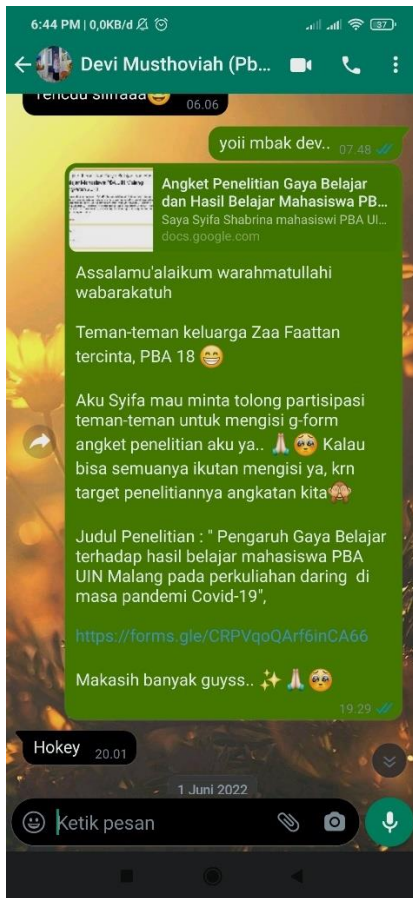 6:44 PM | 0,0KB/d
37
Devi Musthoviah (Pb...
06.06
yoii mbak dev.. 07.48
Angket Penelitian Gaya Belajar
dan Hasil Belajar Mahasiswa PB...
Saya Syifa Shabrina mahasiswi PBA UI...
docs.google.com
Assalamu'alaikum warahmatullahi
wabarakatuh
Teman-teman keluarga Zaa Faattan
tercinta, PBA 18 😁
Aku Syifa mau minta tolong partisipasi
teman-teman untuk mengisi g-form
angket penelitian aku ya.. 🙏🏻 🥺 Kalau
bisa semuanya ikutan mengisi ya, krn
target penelitiannya angkatan kita🙈
Judul Penelitian : " Pengaruh Gaya Belajar
terhadap hasil belajar mahasiswa PBA
UIN Malang pada perkuliahan daring di
masa pandemi Covid-19",
https://forms.gle/CRPVqoQArf6inCA66
Makasih banyak guyss.. ✨ 🙏🏻 🥺
19.29
Hokey 20.01
1 Juni 2022
Ketik pesan